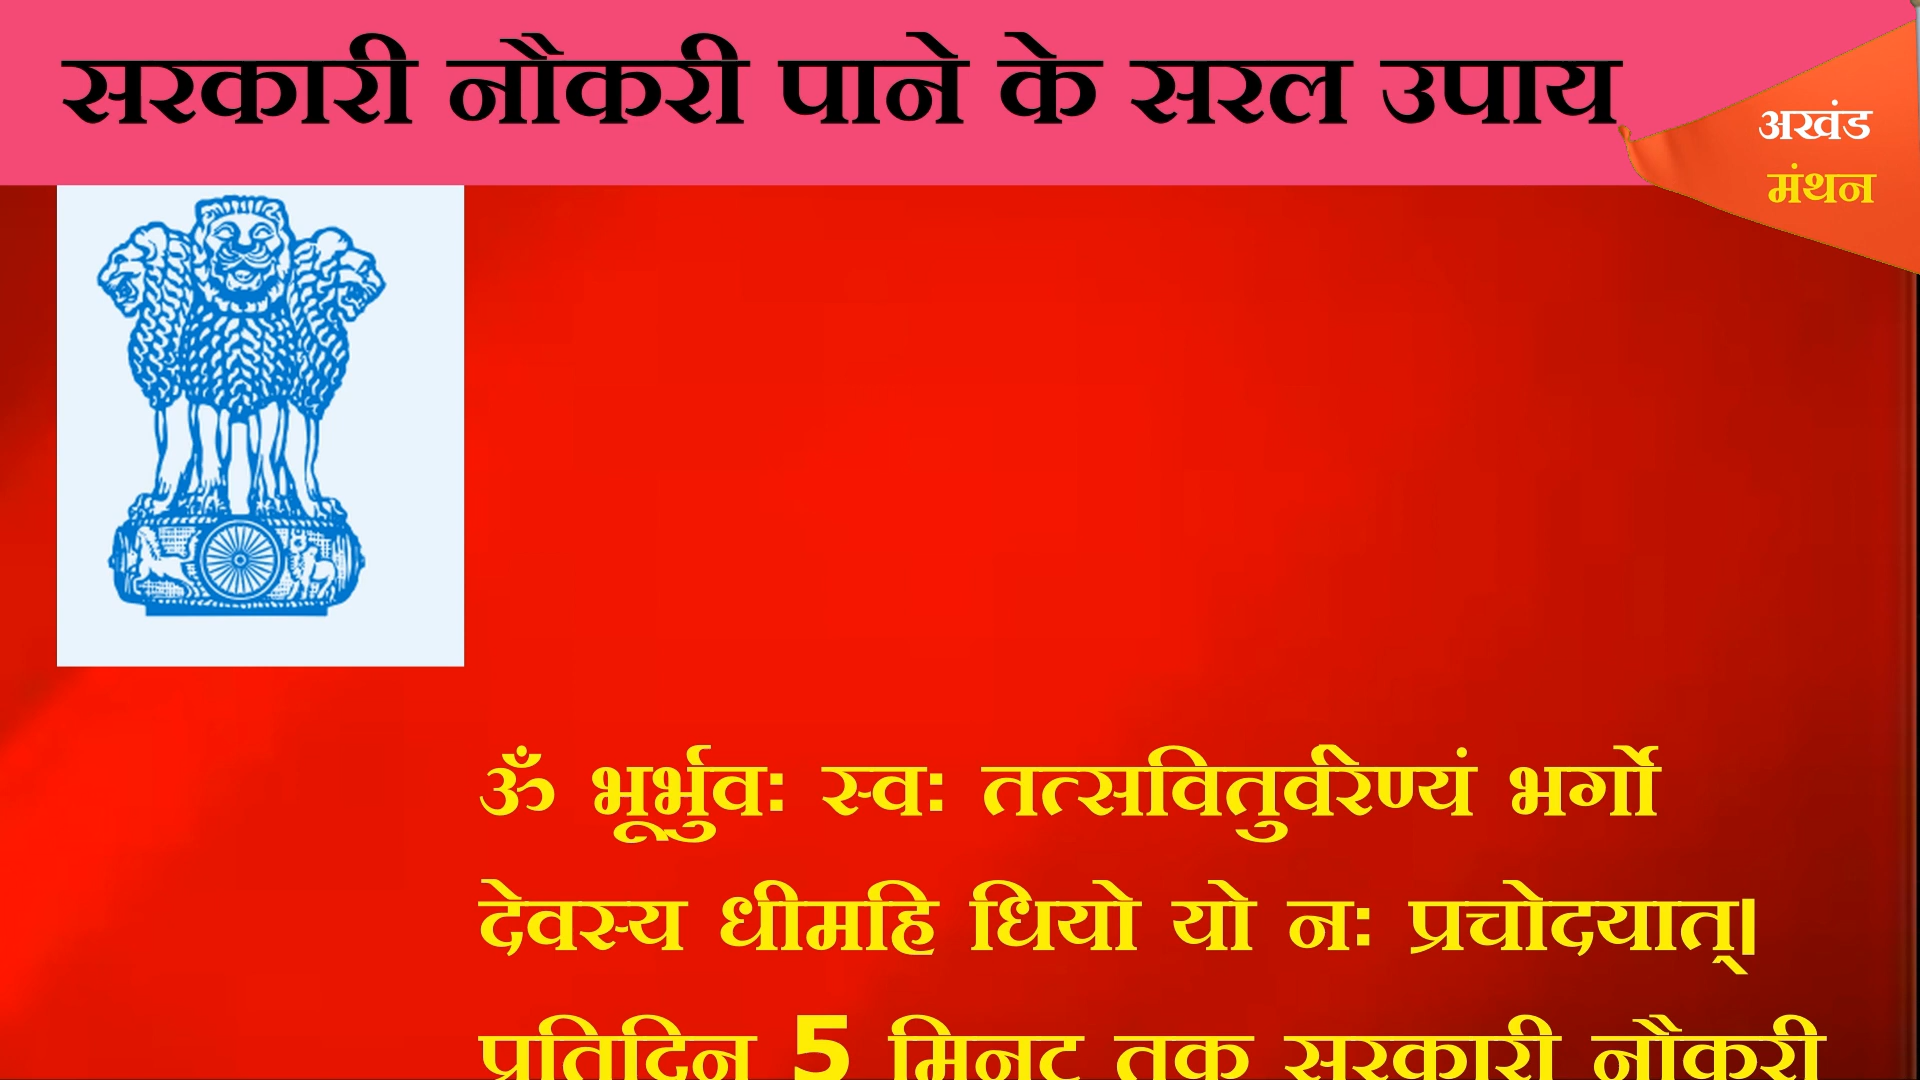 सरकारी नौकरी पाने के सरल उपाय
अखंड
मंथन
ॐ भूर्भुवः स्वः तत्सवितुर्वरेण्यं भर्गो
देवस्य धीमहि धियो यो नः प्रचोदयात्।
प्रतिदिन 5 मिनट तक सरकारी नौकरी